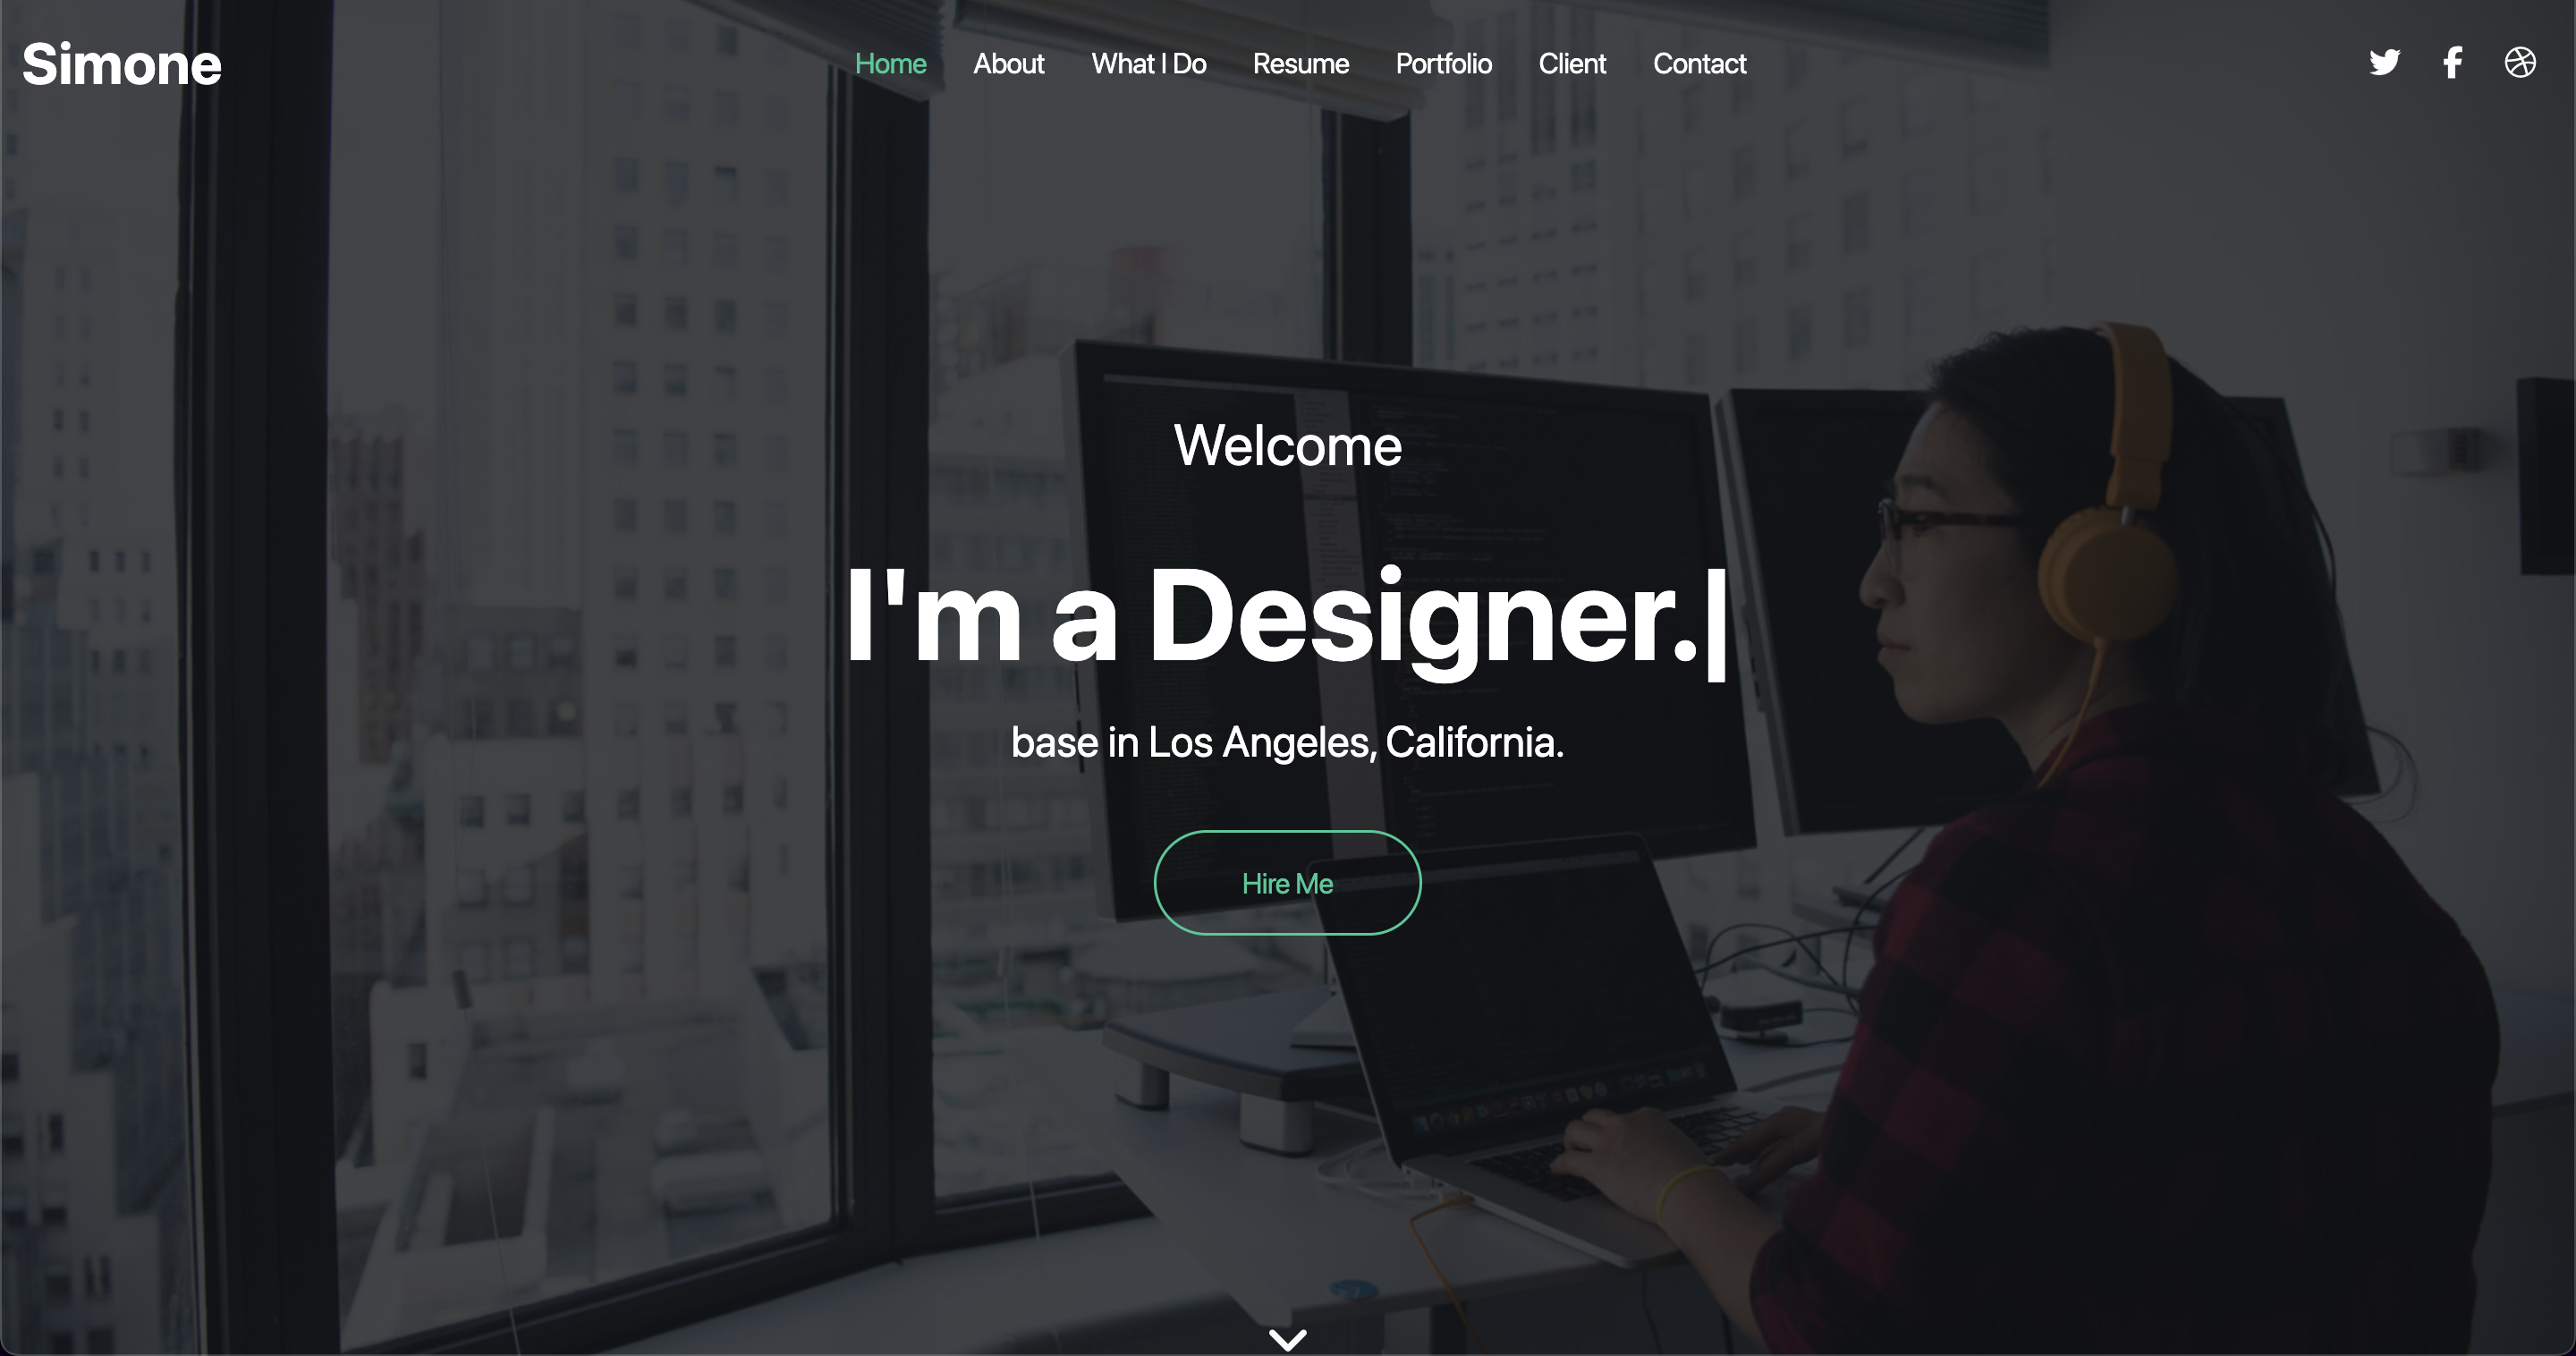 Simone
Home About What I Do Resume Portfolio Client Contact
Welcome
I'm a Designer.|
base in Los Angeles, California.
Hire Me